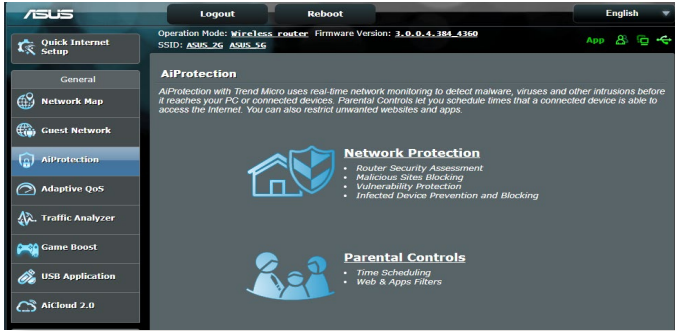 ASUS
Logout
Reboot
English
Quick Internet
Setup
Operation Mode: Wireless router Firmware Version: 3.0.0.4.384_4360
SSID: ASUS_2G ASUS_5G
App
General
Network Map
Guest Network
AiProtection
Adaptive QoS
Traffic Analyzer
Game Boost
USB Application
AiCloud 2.0
AiProtection
AiProtection with Trend Micro uses real-time network monitoring to detect malware, viruses and other intrusions before
it reaches your PC or connected devices. Parental Controls let you schedule times that a connected device is able to
access the Internet. You can also restrict unwanted websites and apps.
Network Protection
• Router Security Assessment
• Malicious Sites Blocking
• Vulnerability Protection
• Infected Device Prevention and Blocking
Parental Controls
• Time Scheduling
• Web & Apps Filters